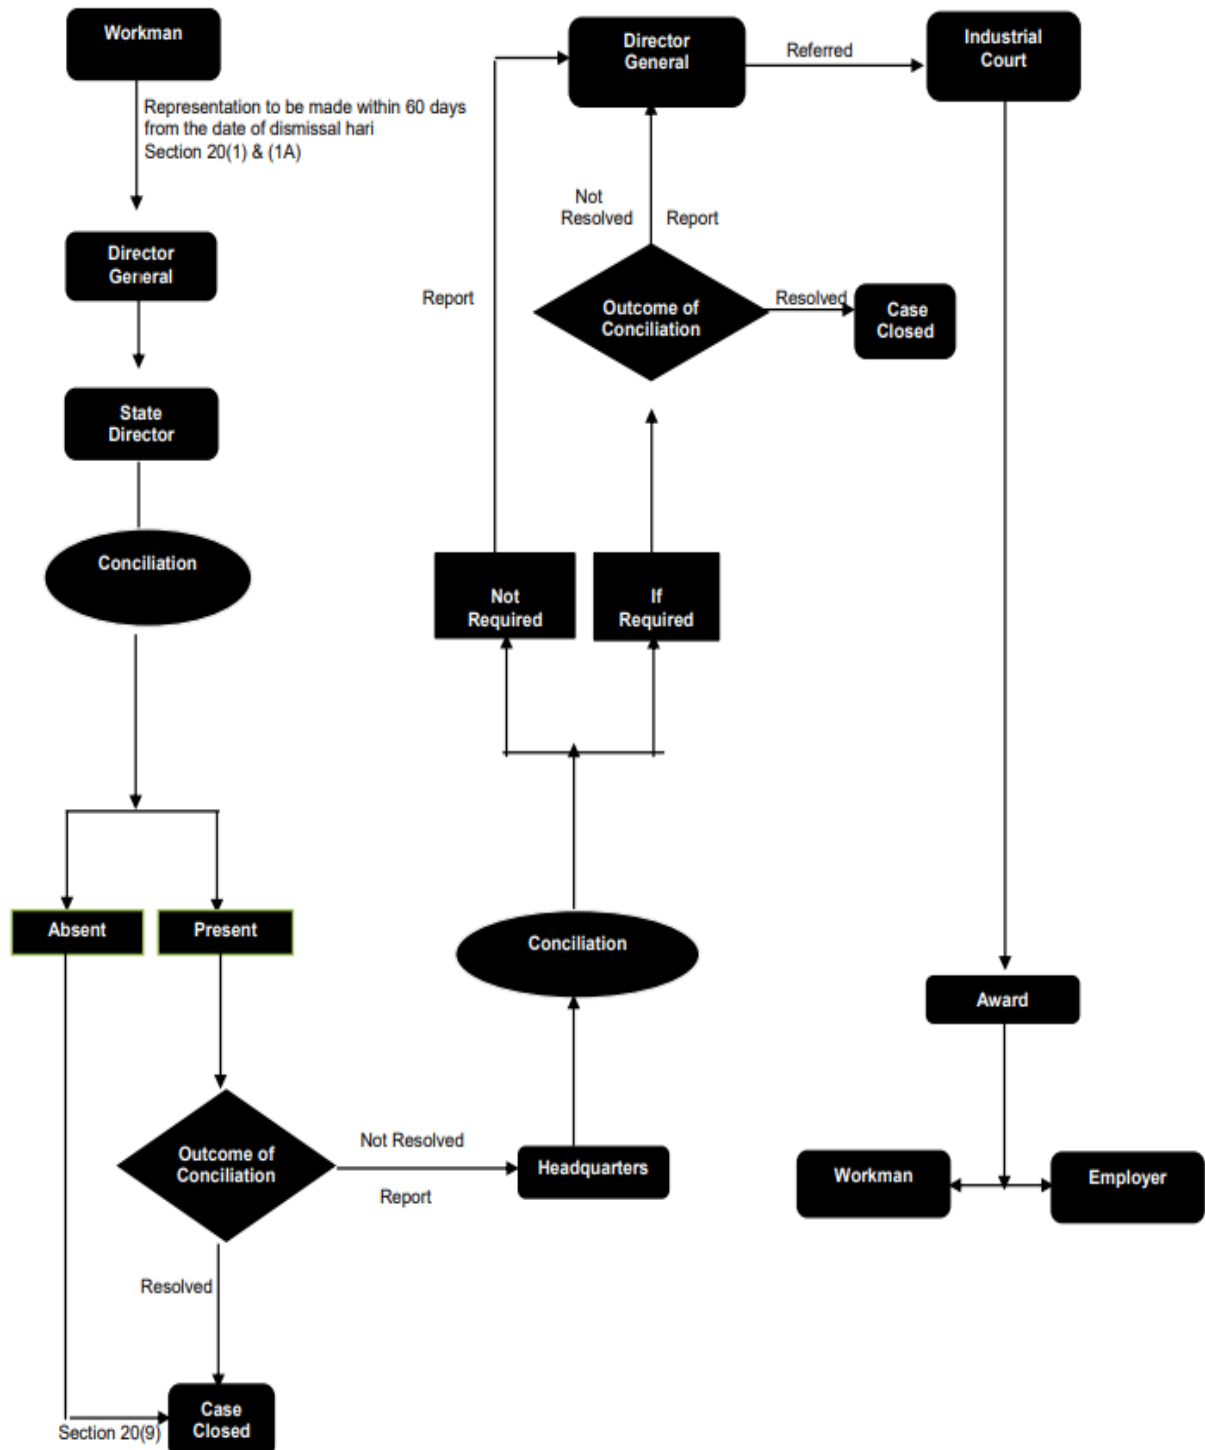 Workman
Representation to be made within 60 days
from the date of dismissal hari
Section 20(1) & (1A)
Director
General
State
Director
Conciliation
Absent
Present
Outcome of
Conciliation
Not Resolved
Report
Resolved
Section 20(9)
Case
Closed
Headquarters
Conciliation
Not
Required
If
Required
Report
Outcome of
Conciliation
Resolved
Case
Closed
Not
Resolved
Report
Director
General
Referred
Industrial
Court
Award
Workman
Employer